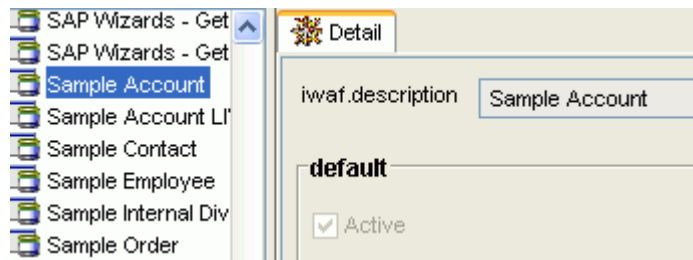 SAP Wizards - Get
SAP Wizards - Get
Sample Account
Sample Account LI
Sample Contact
Sample Employee
Sample Internal Div
Sample Order
Detail
iwaf.description Sample Account
default
Active